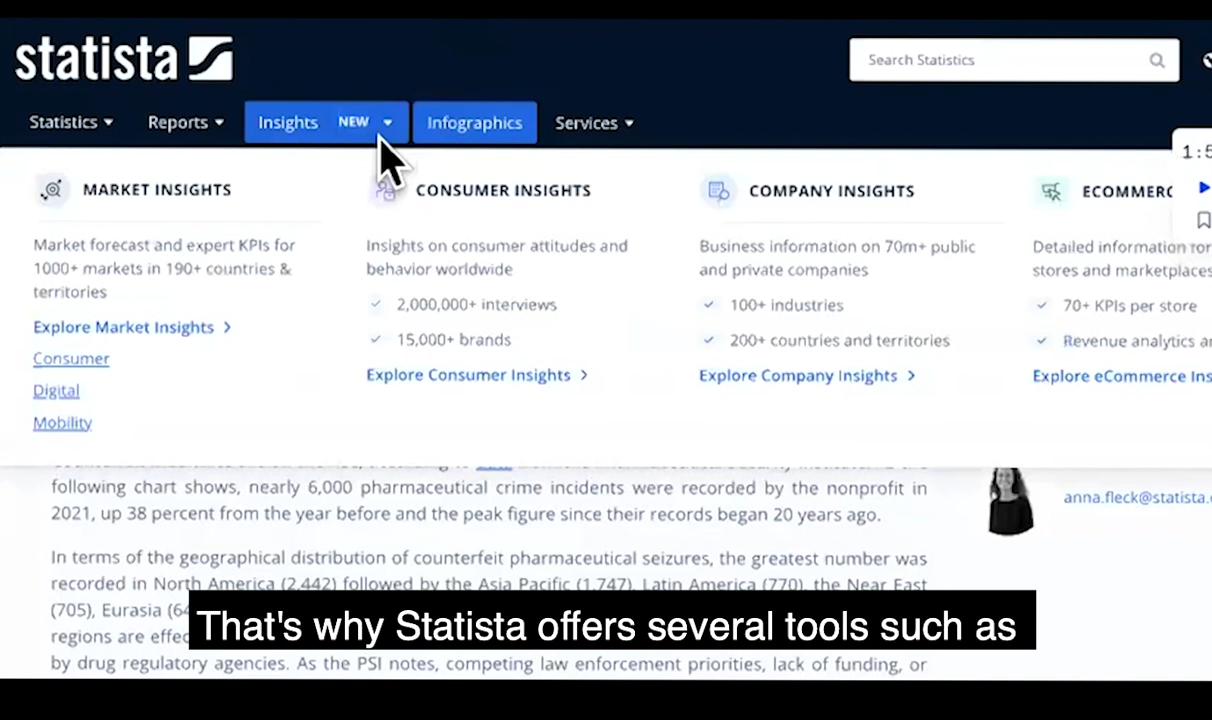 statista
Search Statistics
Statistics Reports Insights NEW Infographics Services
1:5
MARKET INSIGHTS
Market forecast and expert KPIs for
1000+ markets in 190+ countries &
territories
Explore Market Insights
Consumer
Digital
Mobility
CONSUMER INSIGHTS
Insights on consumer attitudes and
behavior worldwide
2,000,000+ interviews
15,000+ brands
Explore Consumer Insights
COMPANY INSIGHTS
Business information on 70m+ public
and private companies
100+ industries
200+ countries and territories
Explore Company Insights
ECOMMERC
Detailed information for
stores and marketplaces
70+ KPIs per store
Revenue analytics
Explore eCommerce Ins
following chart shows, nearly 6,000 pharmaceutical crime incidents were recorded by the nonprofit in
2021, up 38 percent from the year before and the peak figure since their records began 20 years ago.
anna.fleck@statista.
In terms of the geographical distribution of counterfeit pharmaceutical seizures, the greatest number was
recorded in North America (2,442) followed by the Asia Pacific (1,747), Latin America (770), the Near East
(705), Eurasia (64
regions are effec
by drug regulatory agencies. As the PSI notes, competing law enforcement priorities, lack of funding, or
That's why Statista offers several tools such as